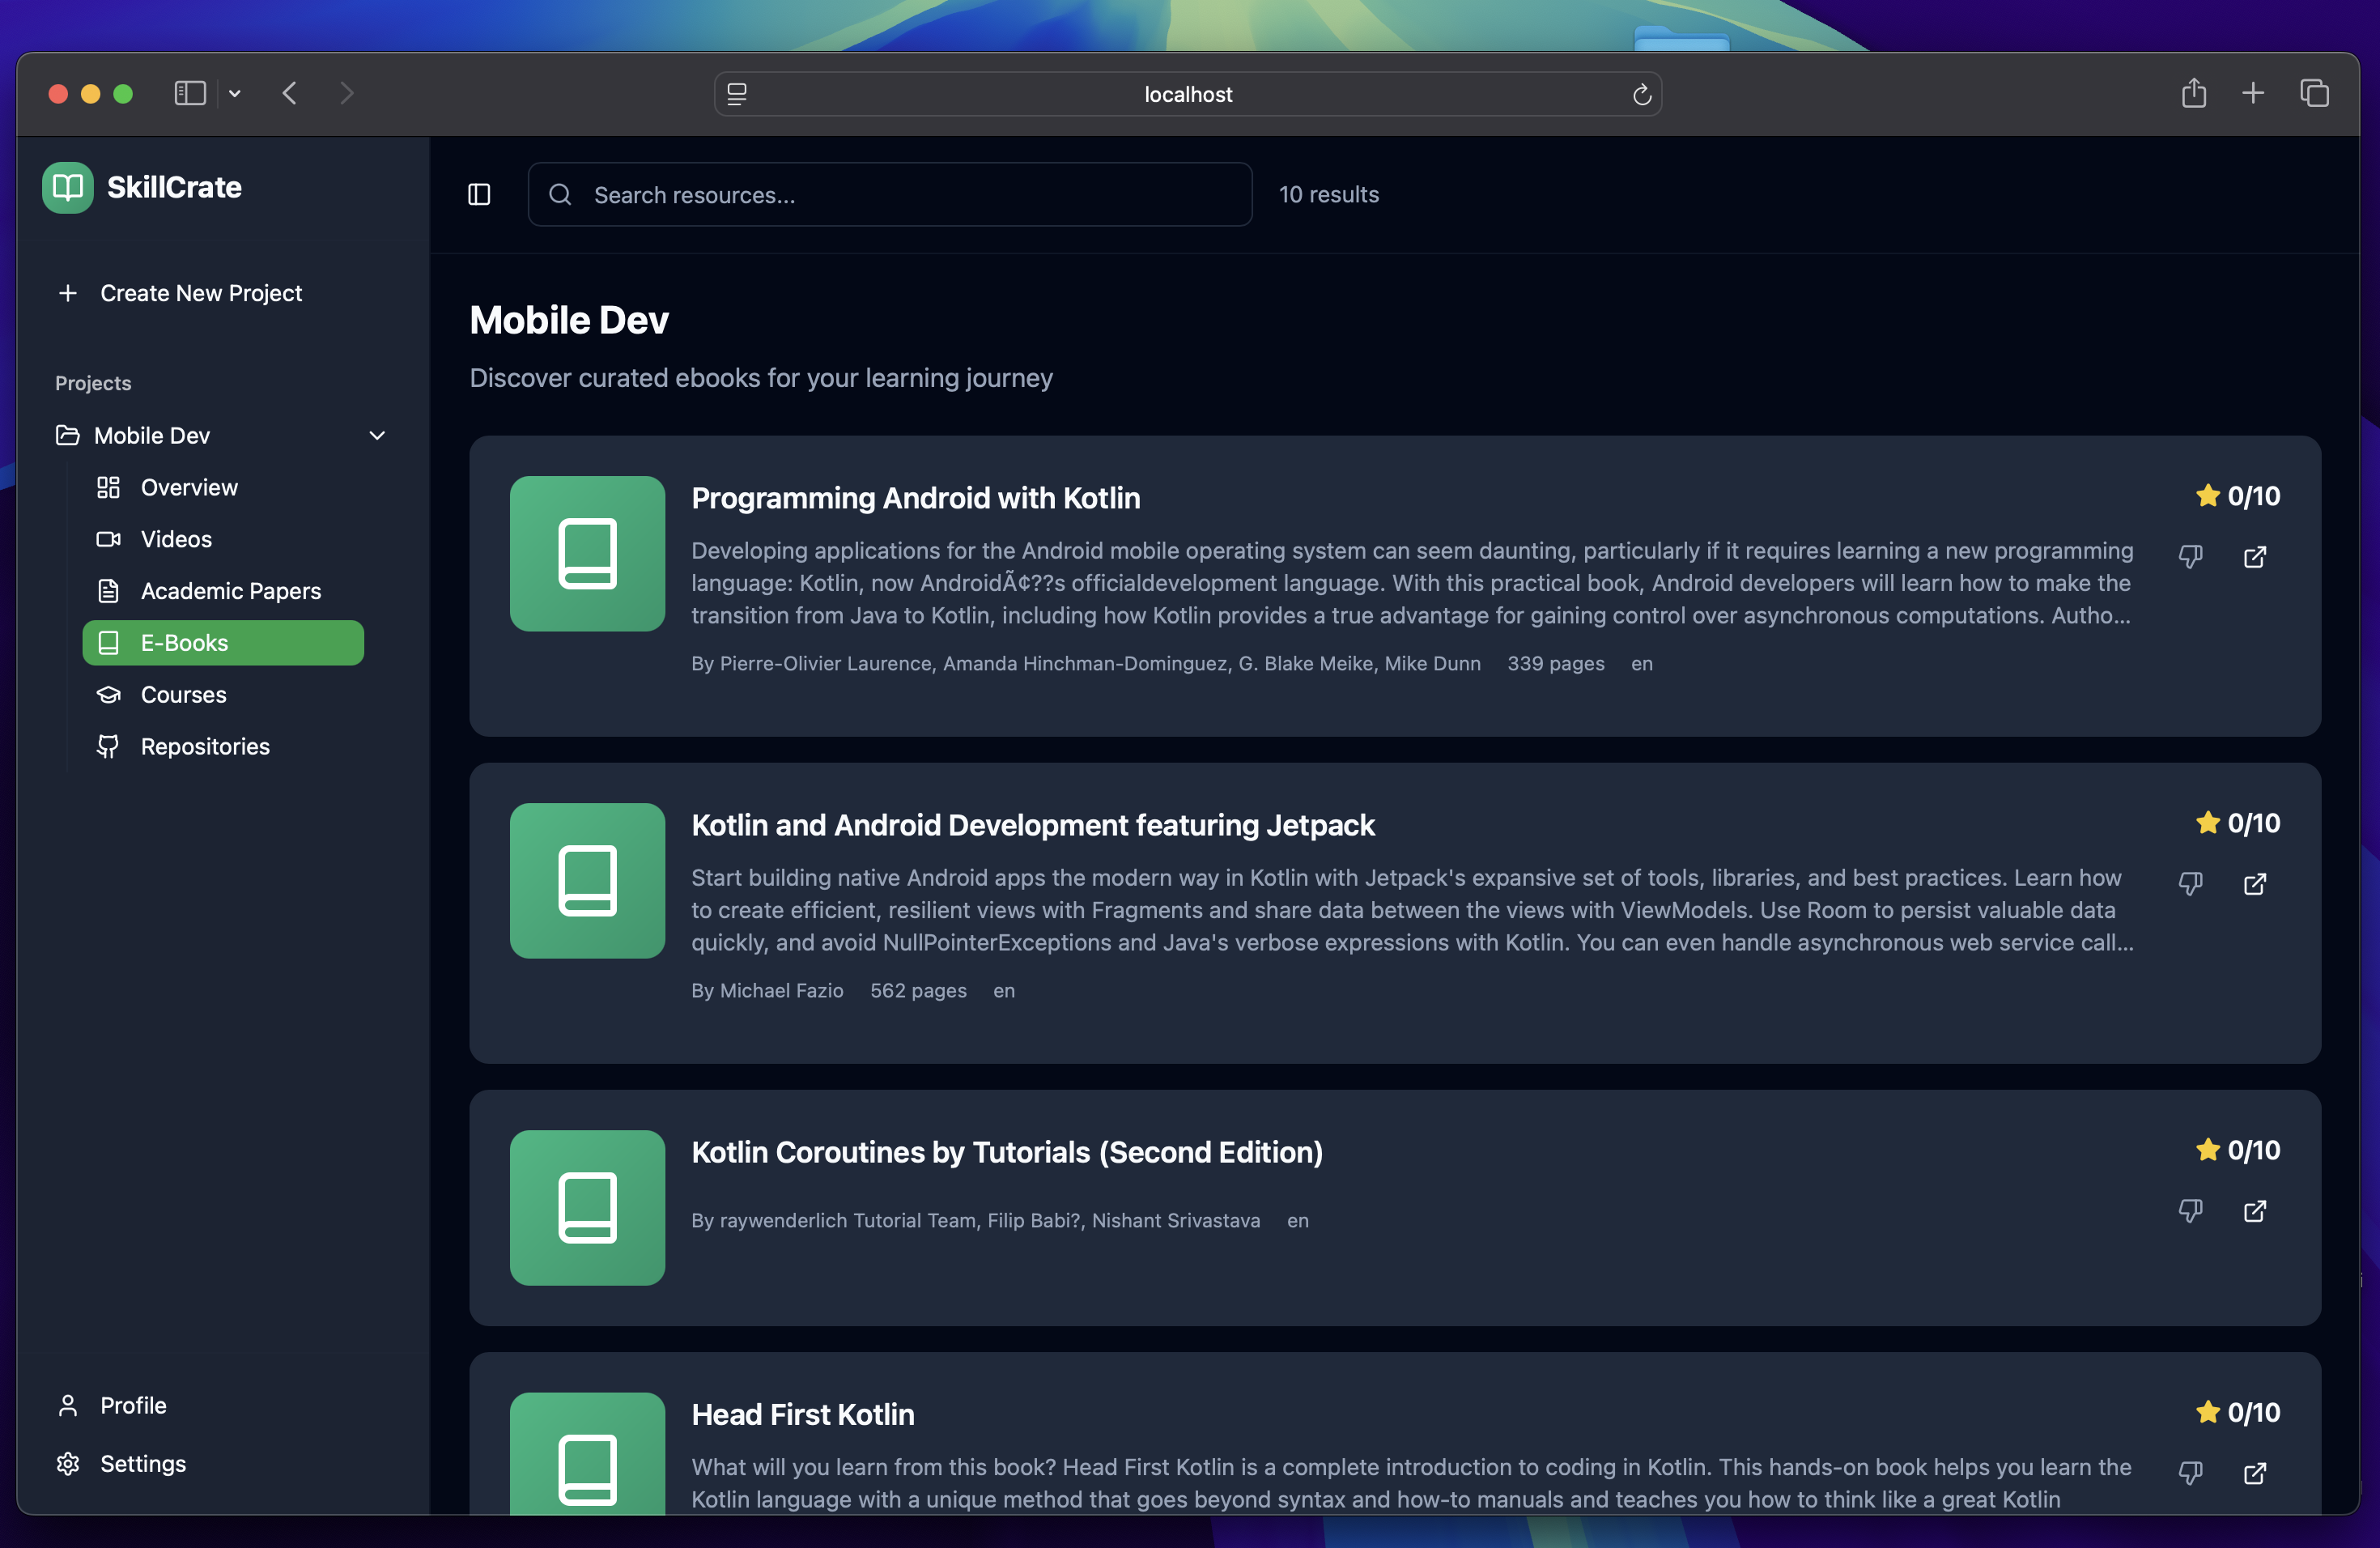 localhost
SkillCrate
Create New Project
Projects
Mobile Dev
Overview
Videos
Academic Papers
E-Books
Courses
Repositories
Profile
Settings
Search resources...
10 results
Mobile Dev
Discover curated ebooks for your learning journey
Programming Android with Kotlin
0/10
Developing applications for the Android mobile operating system can seem daunting, particularly if it requires learning a new programming
language: Kotlin, now AndroidÃ¢??s officialdevelopment language. With this practical book, Android developers will learn how to make the
transition from Java to Kotlin, including how Kotlin provides a true advantage for gaining control over asynchronous computations. Autho...
By Pierre-Olivier Laurence, Amanda Hinchman-Dominguez, G. Blake Meike, Mike Dunn 339 pages en
Kotlin and Android Development featuring Jetpack
0/10
Start building native Android apps the modern way in Kotlin with Jetpack's expansive set of tools, libraries, and best practices. Learn how
to create efficient, resilient views with Fragments and share data between the views with ViewModels. Use Room to persist valuable data
quickly, and avoid NullPointerExceptions and Java's verbose expressions with Kotlin. You can even handle asynchronous web service call...
By Michael Fazio 562 pages en
Kotlin Coroutines by Tutorials (Second Edition)
0/10
By raywenderlich Tutorial Team, Filip Babi?, Nishant Srivastava en
Head First Kotlin
0/10
What will you learn from this book? Head First Kotlin is a complete introduction to coding in Kotlin. This hands-on book helps you learn the
Kotlin language with a unique method that goes beyond syntax and how-to manuals and teaches you how to think like a great Kotlin